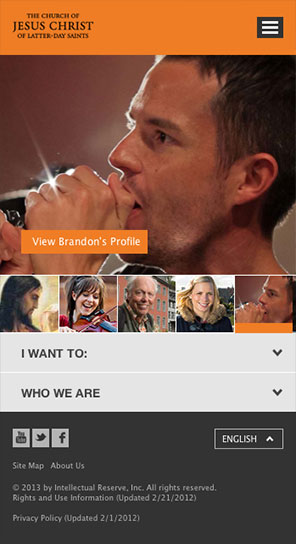 THE CHURCH OF
JESUS CHRIST
OF LATTER-DAY SAINTS
View Brandon's Profile
I WANT TO:
WHO WE ARE
You Tube
f
ENGLISH
Site Map About Us
© 2013 by Intellectual Reserve, Inc. All rights reserved.
Rights and Use Information (Updated 2/21/2012)
Privacy Policy (Updated 2/1/2012)